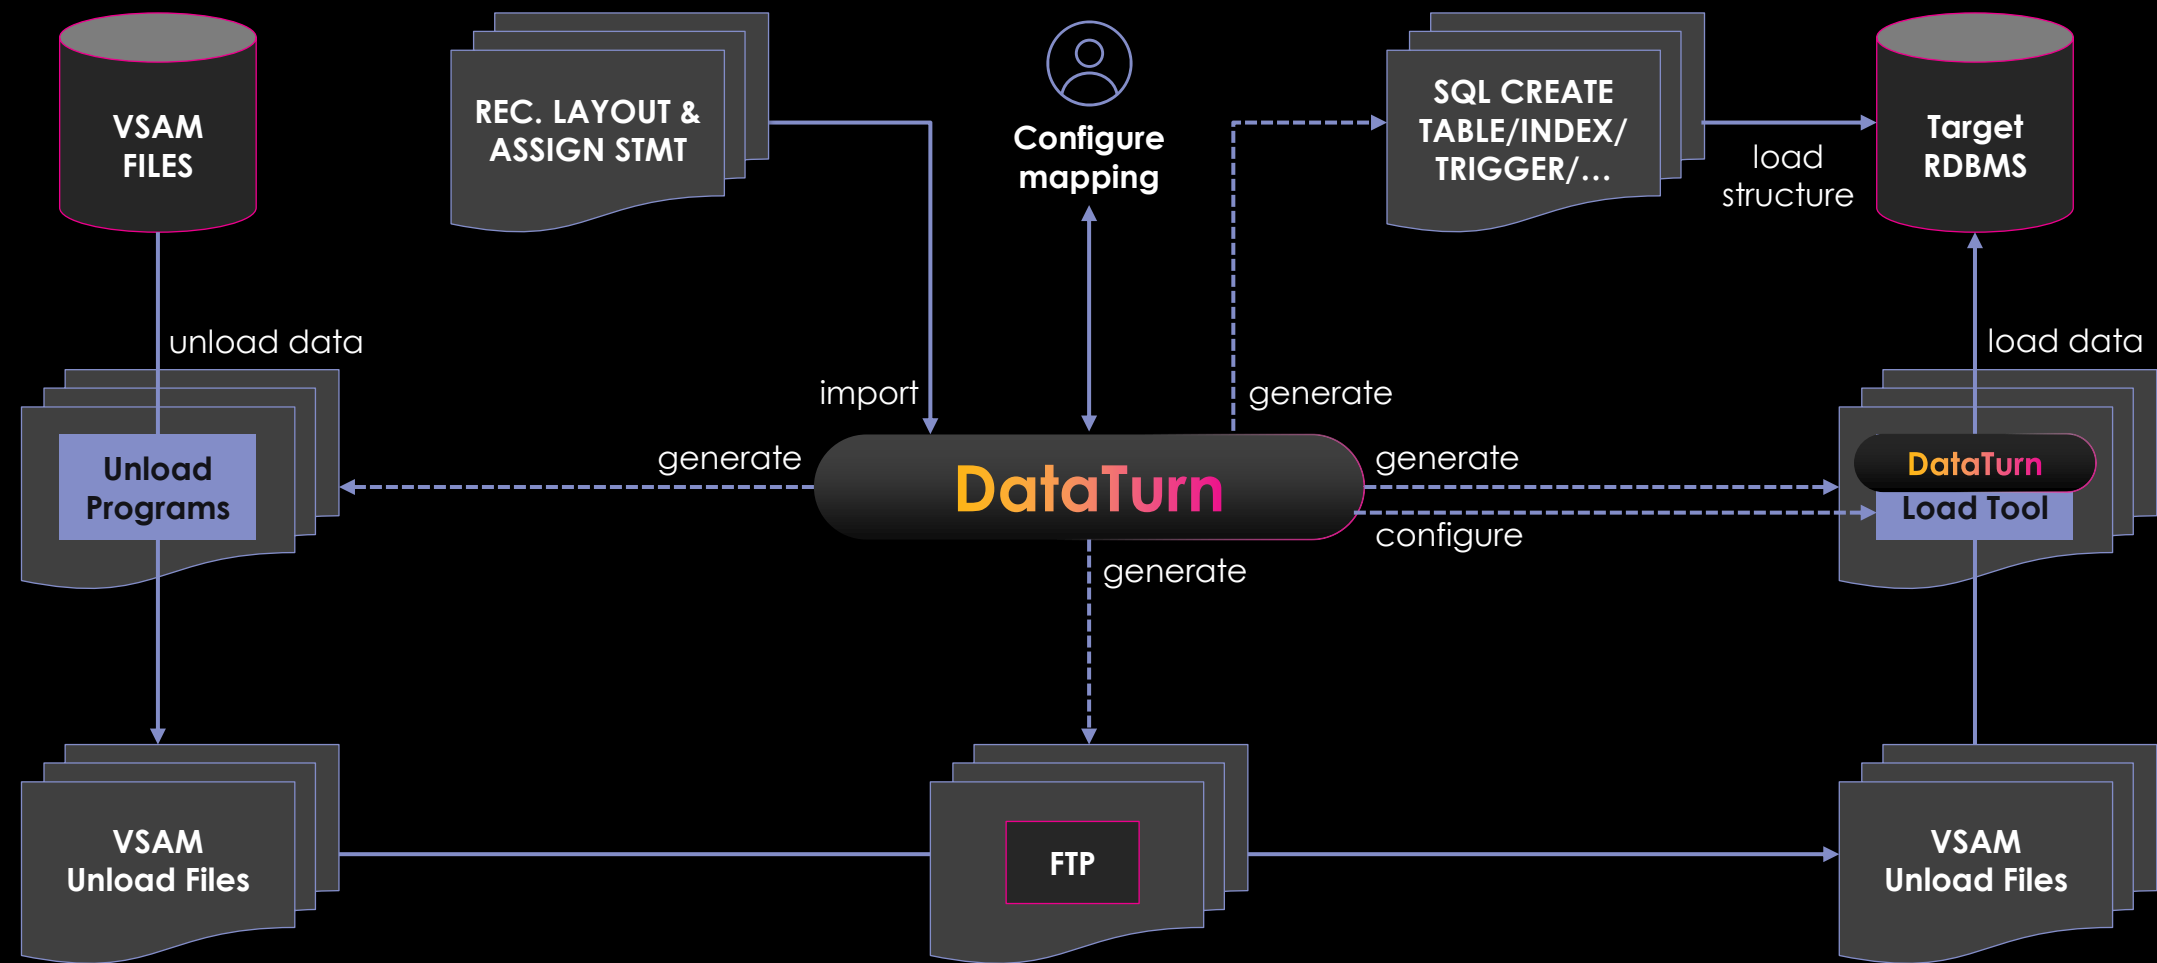 VSAM
FILES
REC. LAYOUT &
ASSIGN STMT
Configure
mapping
SQL CREATE
TABLE/INDEX/
TRIGGER/...
load
structure
Target
RDBMS
unload data
import
generate
load data
Unload
Programs
generate
DataTurn
generate
configure
DataTurn
Load Tool
generate
VSAM
Unload Files
FTP
VSAM
Unload Files